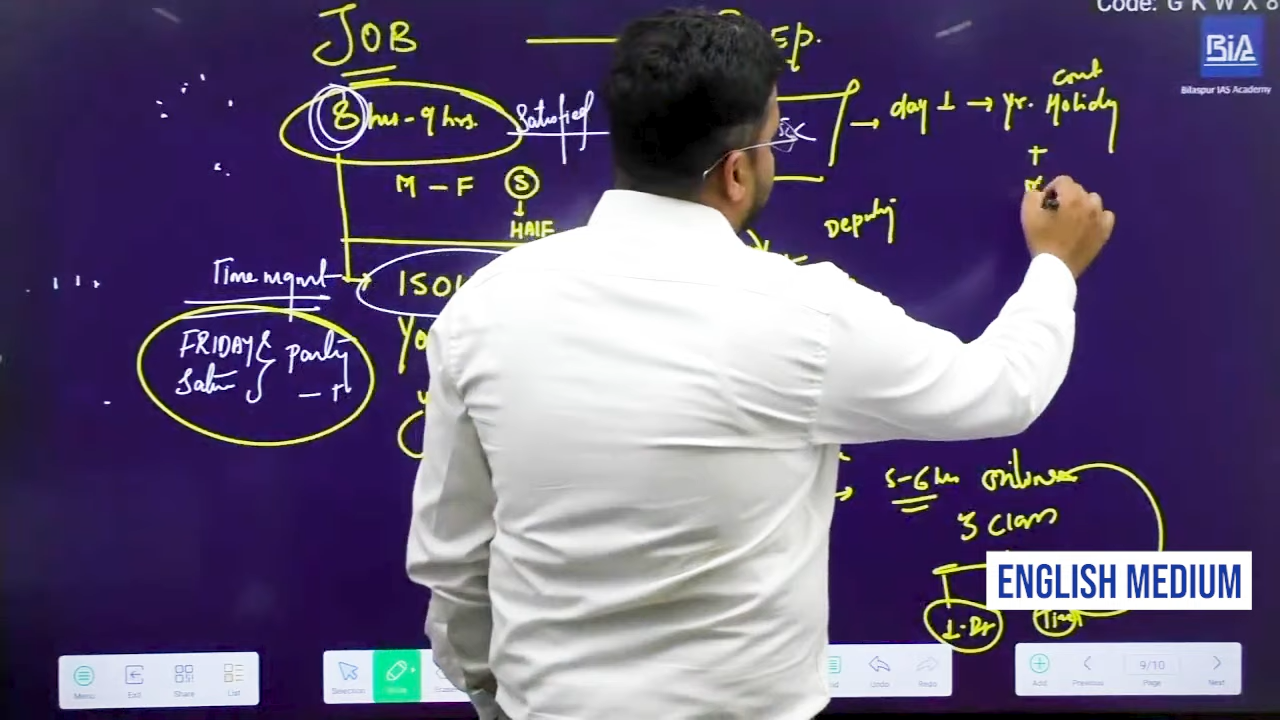 Code: G K W X 8
BiA
Bilaspur IAS Academy
JOB
Ep.
8 hrs - 9 hrs.
Satisfied
day 1 → yr. Holiday
+
M - F
S
↓
HALF
Deputy
Time mgmt
ISOL
FRIDAY &
Satur
party
5-6 hrs
3 Class
ENGLISH MEDIUM
Menu
Exit
Share
List
Selection
Undo
Redo
Add
Previous
9/10
Page
Next